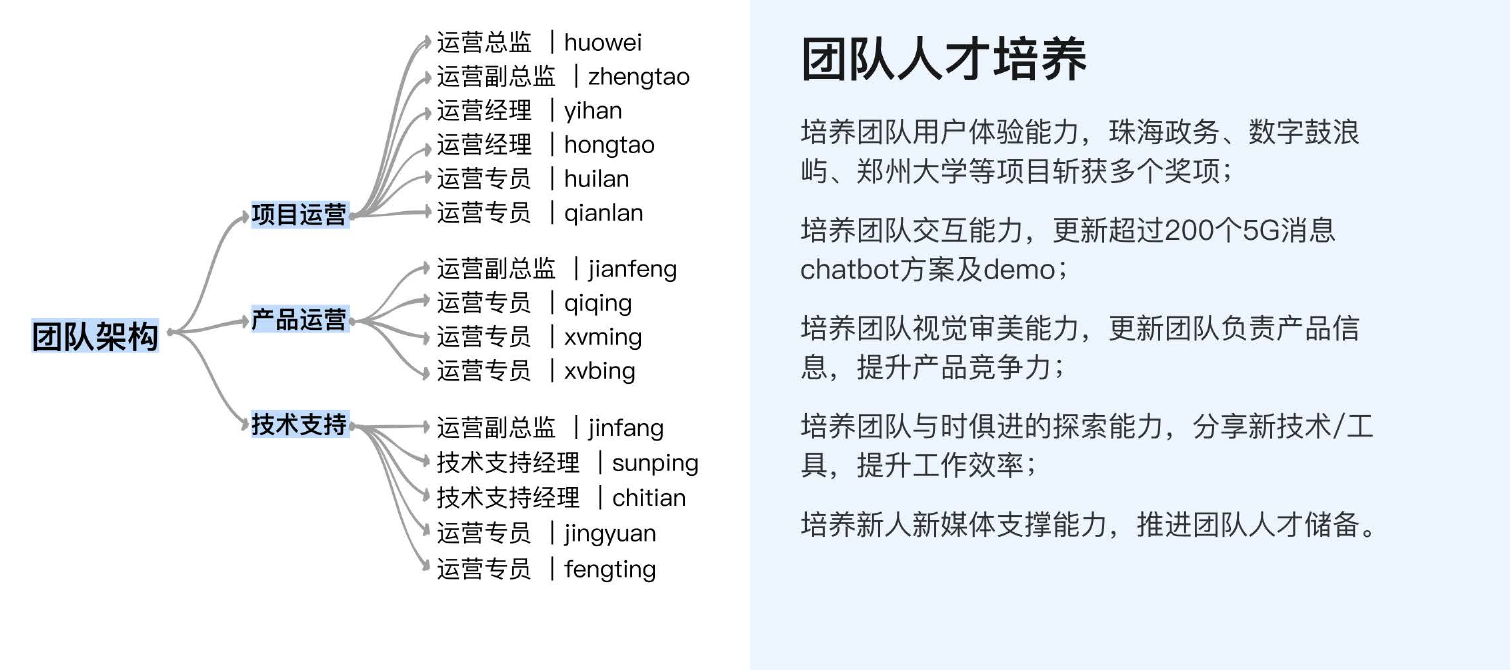 团队架构
项目运营
运营总监 ｜huowei
运营副总监 ｜zhengtao
运营经理 ｜yihan
运营经理 ｜hongtao
运营专员 ｜huilan
运营专员 ｜qianlan
产品运营
运营副总监 ｜jianfeng
运营专员 ｜qiqing
运营专员 ｜xvming
运营专员 ｜xvbing
技术支持
运营副总监 ｜jinfang
技术支持经理 ｜sunping
技术支持经理 ｜chitian
运营专员 ｜jingyuan
运营专员 ｜fengting
团队人才培养
培养团队用户体验能力，珠海政务、数字鼓浪
屿、郑州大学等项目斩获多个奖项；
培养团队交互能力，更新超过200个5G消息
chatbot方案及demo；
培养团队视觉审美能力，更新团队负责产品信
息，提升产品竞争力；
培养团队与时俱进的探索能力，分享新技术/工
具，提升工作效率；
培养新人新媒体支撑能力，推进团队人才储备。